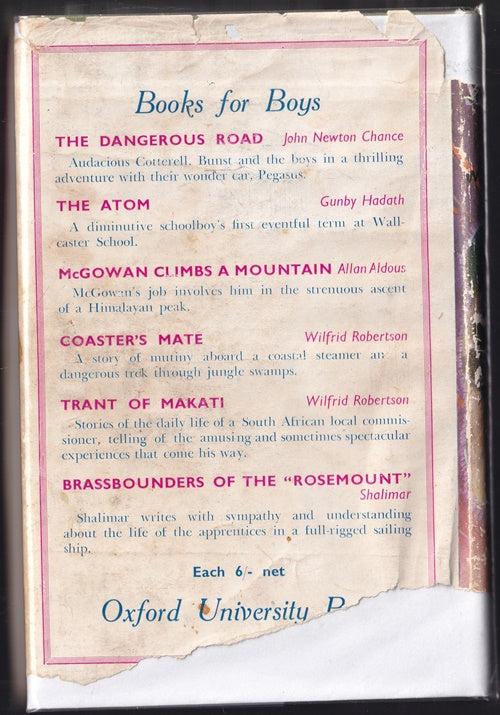 Books for Boys
THE DANGEROUS ROAD John Newton Chance
Audacious Cotterell, Bunst and the boys in a thrilling
adventure with their wonder car, Pegasus.
THE ATOM Gunby Hadath
A diminutive schoolboy's first eventful term at Wall-
caster School.
McGOWAN CLIMBS A MOUNTAIN Allan Aldous
McGowan's job involves him in the strenuous ascent
of a Himalayan peak.
COASTER'S MATE Wilfrid Robertson
A story of mutiny aboard a coastal steamer an a
dangerous trek through jungle swamps.
TRANT OF MAKATI Wilfrid Robertson
Stories of the daily life of a South African local commis-
sioner, telling of the amusing and sometimes spectacular
experiences that come his way.
BRASSBOUNDERS OF THE "ROSEMOUNT"
Shalimar
Shalimar writes with sympathy and understanding
about the life of the apprentices in a full-rigged sailing
ship.
Each 6/- net
Oxford University P